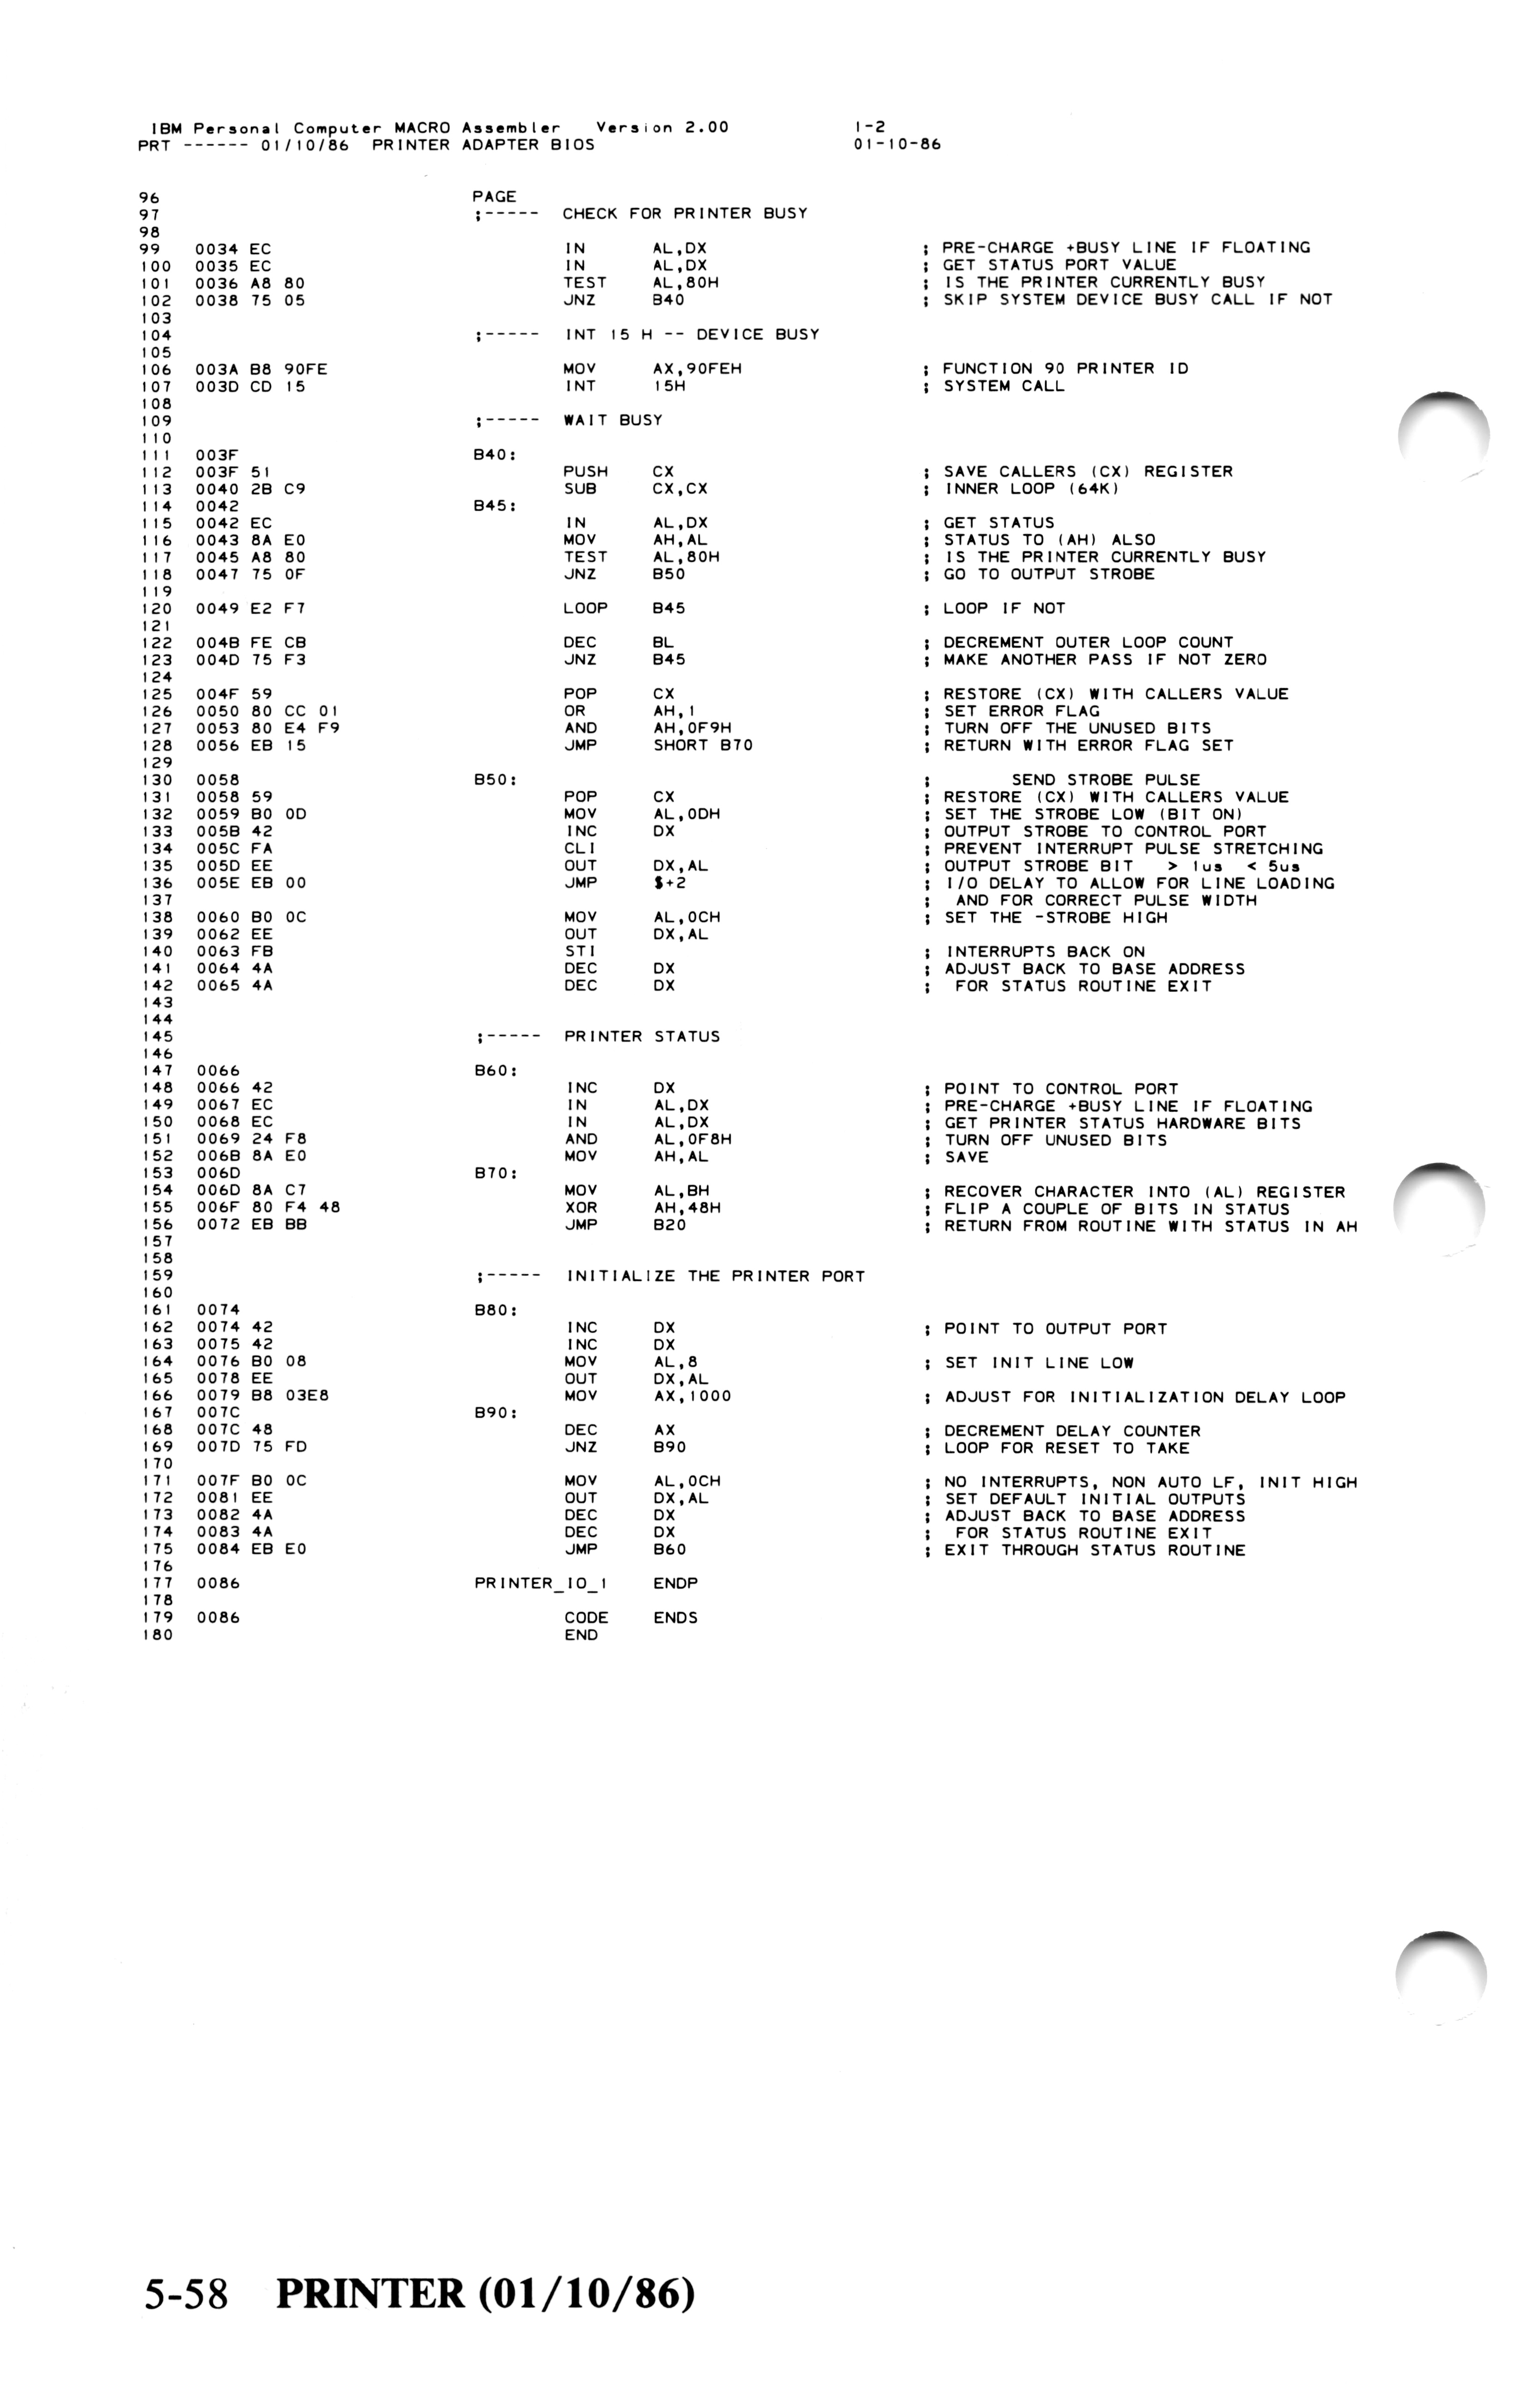 IBM Personal Computer MACRO Assembler   Version 2.00   1-2
PRT ------ 01/10/86  PRINTER ADAPTER BIOS   01-10-86
96   PAGE
97   ;-----  CHECK FOR PRINTER BUSY
98
99   0034 EC   IN   AL,DX   ; PRE-CHARGE +BUSY LINE IF FLOATING
100  0035 EC   IN   AL,DX   ; GET STATUS PORT VALUE
101  0036 A8 80   TEST   AL,80H   ; IS THE PRINTER CURRENTLY BUSY
102  0038 75 05   JNZ   B40   ; SKIP SYSTEM DEVICE BUSY CALL IF NOT
103
104  ;-----  INT 15 H -- DEVICE BUSY
105
106  003A B8 90FE   MOV   AX,90FEH   ; FUNCTION 90 PRINTER ID
107  003D CD 15   INT   15H   ; SYSTEM CALL
108
109  ;-----  WAIT BUSY
110
111  003F   B40:
112  003F 51   PUSH   CX   ; SAVE CALLERS (CX) REGISTER
113  0040 2B C9   SUB   CX,CX   ; INNER LOOP (64K)
114  0042   B45:
115  0042 EC   IN   AL,DX   ; GET STATUS
116  0043 8A E0   MOV   AH,AL   ; STATUS TO (AH) ALSO
117  0045 A8 80   TEST   AL,80H   ; IS THE PRINTER CURRENTLY BUSY
118  0047 75 0F   JNZ   B50   ; GO TO OUTPUT STROBE
119
120  0049 E2 F7   LOOP   B45   ; LOOP IF NOT
121
122  004B FE CB   DEC   BL   ; DECREMENT OUTER LOOP COUNT
123  004D 75 F3   JNZ   B45   ; MAKE ANOTHER PASS IF NOT ZERO
124
125  004F 59   POP   CX   ; RESTORE (CX) WITH CALLERS VALUE
126  0050 80 CC 01   OR   AH,1   ; SET ERROR FLAG
127  0053 80 E4 F9   AND   AH,0F9H   ; TURN OFF THE UNUSED BITS
128  0056 EB 15   JMP   SHORT B70   ; RETURN WITH ERROR FLAG SET
129
130  0058   B50:   ;   SEND STROBE PULSE
131  0058 59   POP   CX   ; RESTORE (CX) WITH CALLERS VALUE
132  0059 B0 0D   MOV   AL,0DH   ; SET THE STROBE LOW (BIT ON)
133  005B 42   INC   DX   ; OUTPUT STROBE TO CONTROL PORT
134  005C FA   CLI   ; PREVENT INTERRUPT PULSE STRETCHING
135  005D EE   OUT   DX,AL   ; OUTPUT STROBE BIT   > 1us  < 5us
136  005E EB 00   JMP   $+2   ; I/O DELAY TO ALLOW FOR LINE LOADING
137   ;  AND FOR CORRECT PULSE WIDTH
138  0060 B0 0C   MOV   AL,0CH   ; SET THE -STROBE HIGH
139  0062 EE   OUT   DX,AL
140  0063 FB   STI   ; INTERRUPTS BACK ON
141  0064 4A   DEC   DX   ; ADJUST BACK TO BASE ADDRESS
142  0065 4A   DEC   DX   ;  FOR STATUS ROUTINE EXIT
143
144
145  ;-----  PRINTER STATUS
146
147  0066   B60:
148  0066 42   INC   DX   ; POINT TO CONTROL PORT
149  0067 EC   IN   AL,DX   ; PRE-CHARGE +BUSY LINE IF FLOATING
150  0068 EC   IN   AL,DX   ; GET PRINTER STATUS HARDWARE BITS
151  0069 24 F8   AND   AL,0F8H   ; TURN OFF UNUSED BITS
152  006B 8A E0   MOV   AH,AL   ; SAVE
153  006D   B70:
154  006D 8A C7   MOV   AL,BH   ; RECOVER CHARACTER INTO (AL) REGISTER
155  006F 80 F4 48   XOR   AH,48H   ; FLIP A COUPLE OF BITS IN STATUS
156  0072 EB BB   JMP   B20   ; RETURN FROM ROUTINE WITH STATUS IN AH
157
158
159  ;-----  INITIALIZE THE PRINTER PORT
160
161  0074   B80:
162  0074 42   INC   DX   ; POINT TO OUTPUT PORT
163  0075 42   INC   DX
164  0076 B0 08   MOV   AL,8   ; SET INIT LINE LOW
165  0078 EE   OUT   DX,AL
166  0079 B8 03E8   MOV   AX,1000   ; ADJUST FOR INITIALIZATION DELAY LOOP
167  007C   B90:
168  007C 48   DEC   AX   ; DECREMENT DELAY COUNTER
169  007D 75 FD   JNZ   B90   ; LOOP FOR RESET TO TAKE
170
171  007F B0 0C   MOV   AL,0CH   ; NO INTERRUPTS, NON AUTO LF, INIT HIGH
172  0081 EE   OUT   DX,AL   ; SET DEFAULT INITIAL OUTPUTS
173  0082 4A   DEC   DX   ; ADJUST BACK TO BASE ADDRESS
174  0083 4A   DEC   DX   ;  FOR STATUS ROUTINE EXIT
175  0084 EB E0   JMP   B60   ; EXIT THROUGH STATUS ROUTINE
176
177  0086   PRINTER_IO_1   ENDP
178
179  0086   CODE   ENDS
180   END
5-58   PRINTER (01/10/86)